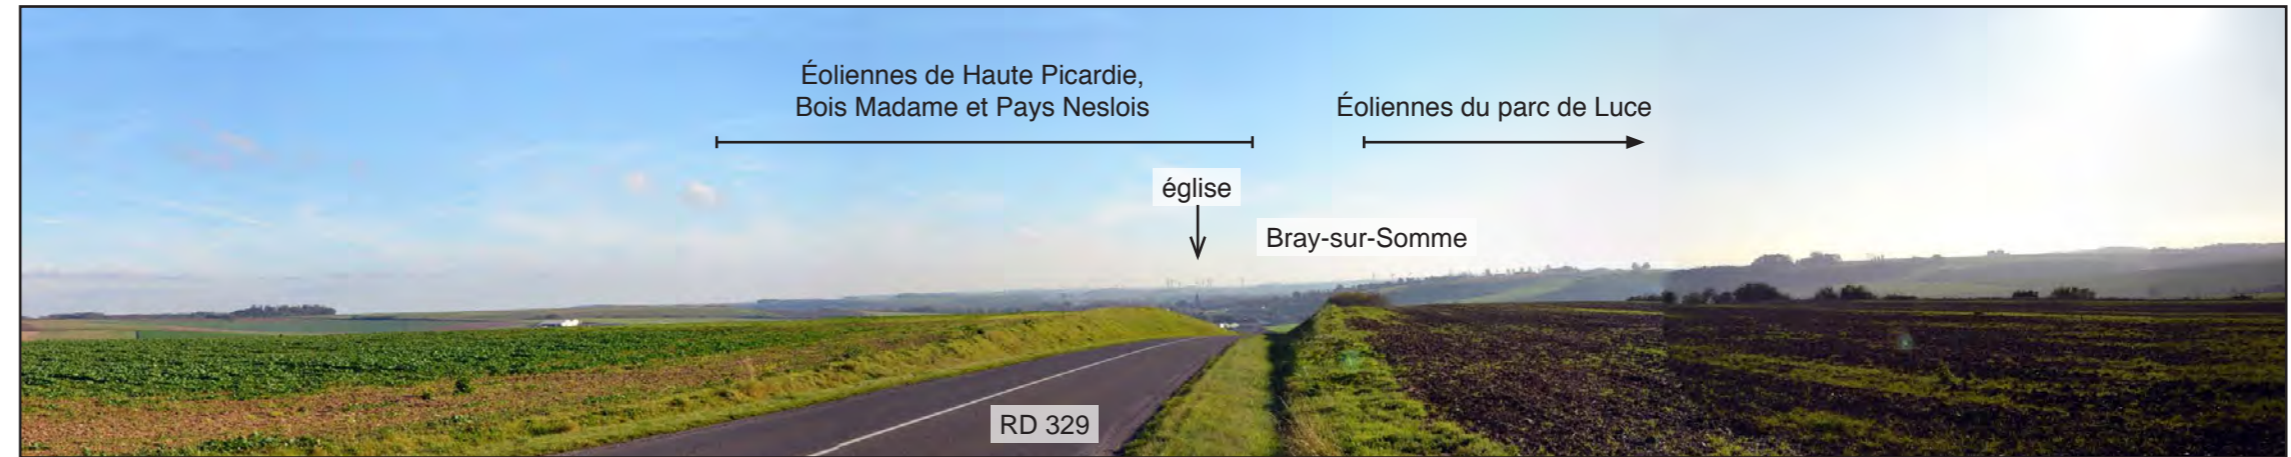 Éoliennes de Haute Picardie,
Bois Madame et Pays Neslois
Éoliennes du parc de Luce
église
Bray-sur-Somme
RD 329